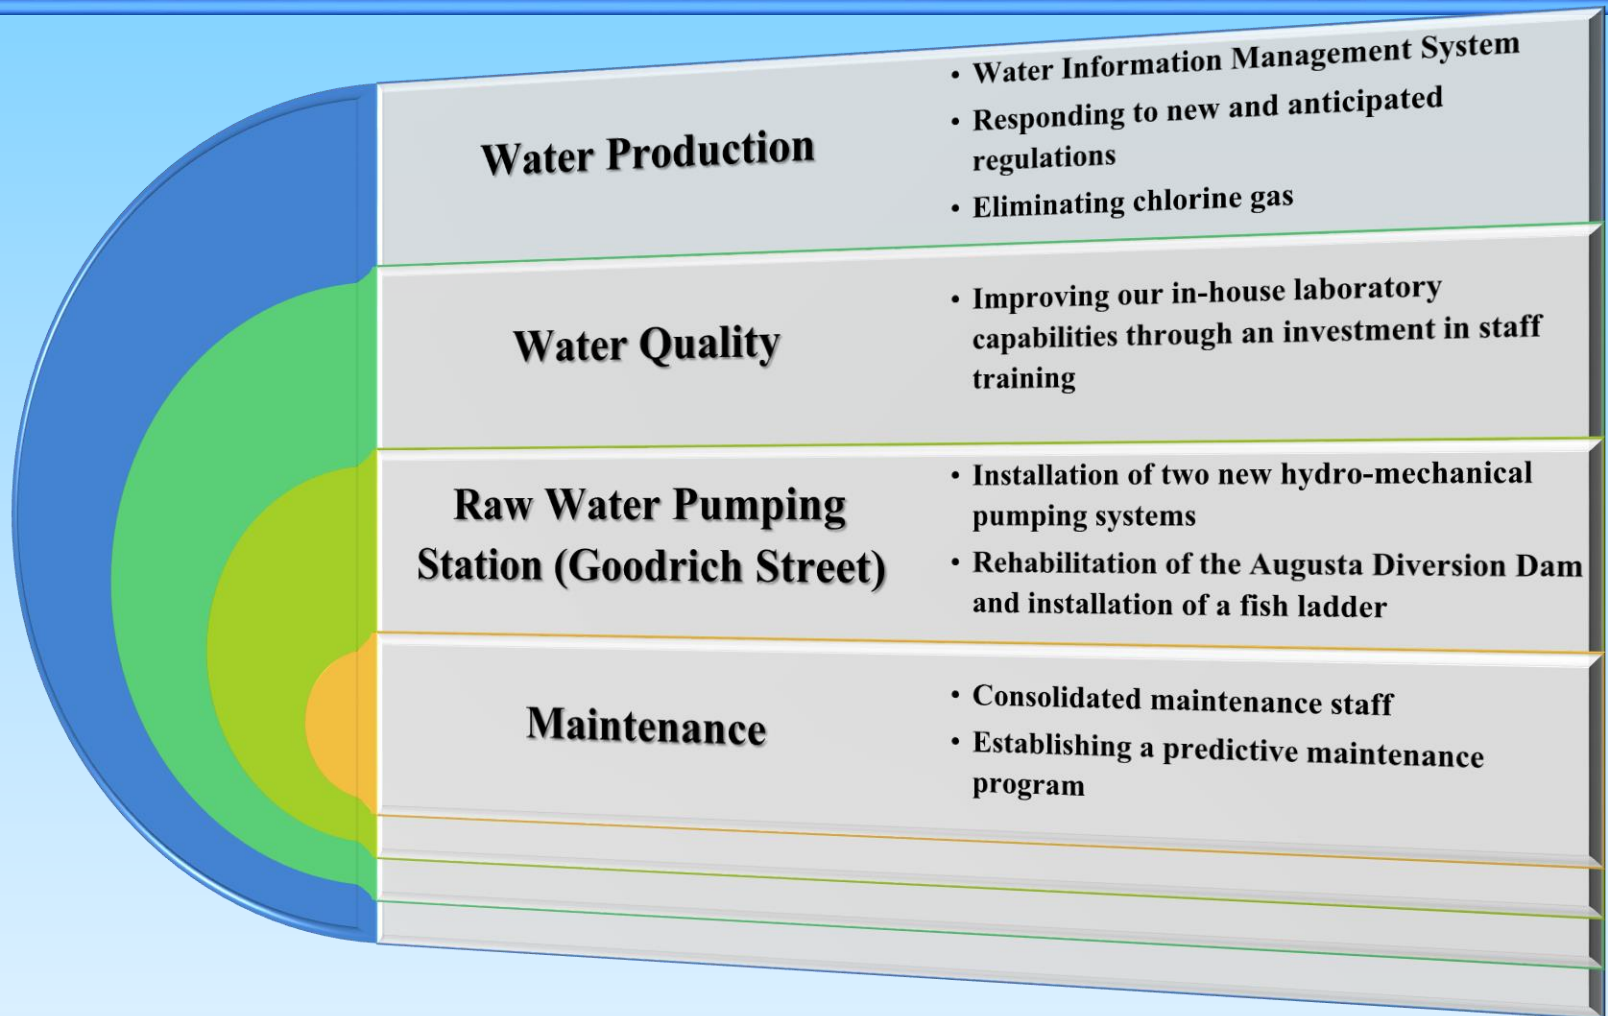 Water Production
• Water Information Management System
• Responding to new and anticipated
regulations
• Eliminating chlorine gas
Water Quality
• Improving our in-house laboratory
capabilities through an investment in staff
training
Raw Water Pumping
Station (Goodrich Street)
• Installation of two new hydro-mechanical
pumping systems
• Rehabilitation of the Augusta Diversion Dam
and installation of a fish ladder
Maintenance
• Consolidated maintenance staff
• Establishing a predictive maintenance
program